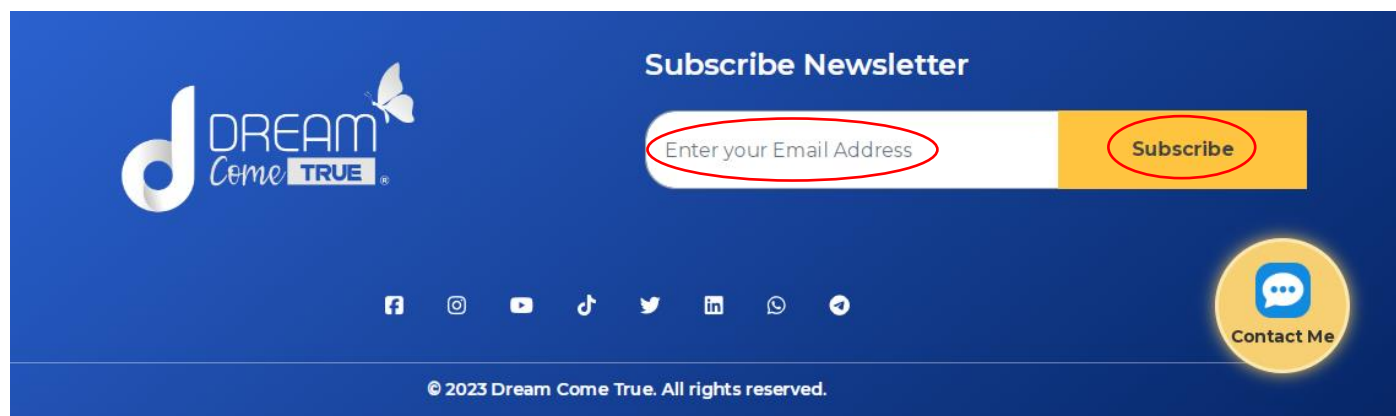 DREAM
Come TRUE ®
Subscribe Newsletter
Enter your Email Address
Subscribe
Contact Me
© 2023 Dream Come True. All rights reserved.